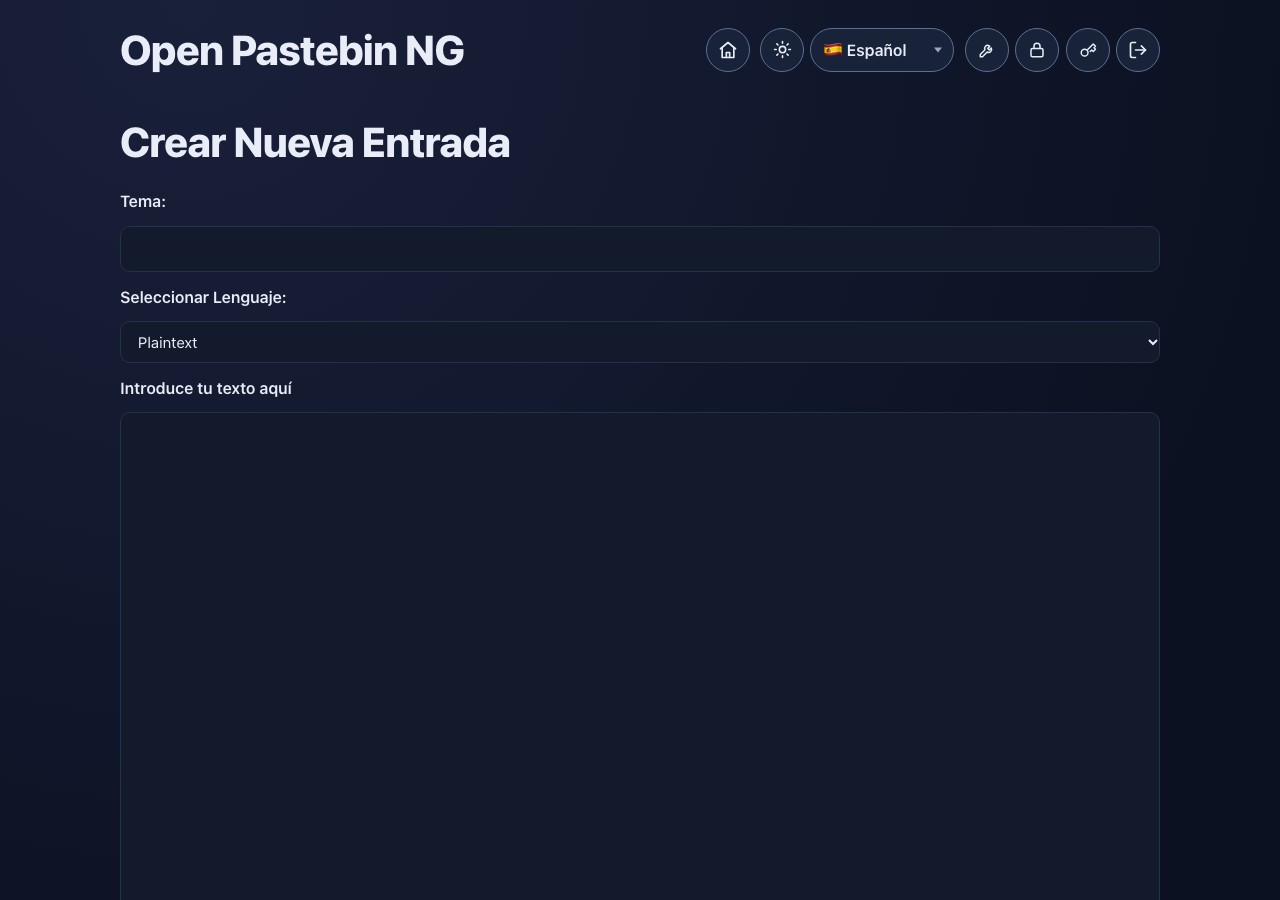 Open Pastebin NG
Español
Crear Nueva Entrada
Tema:
Seleccionar Lenguaje:
Plaintext
Introduce tu texto aquí